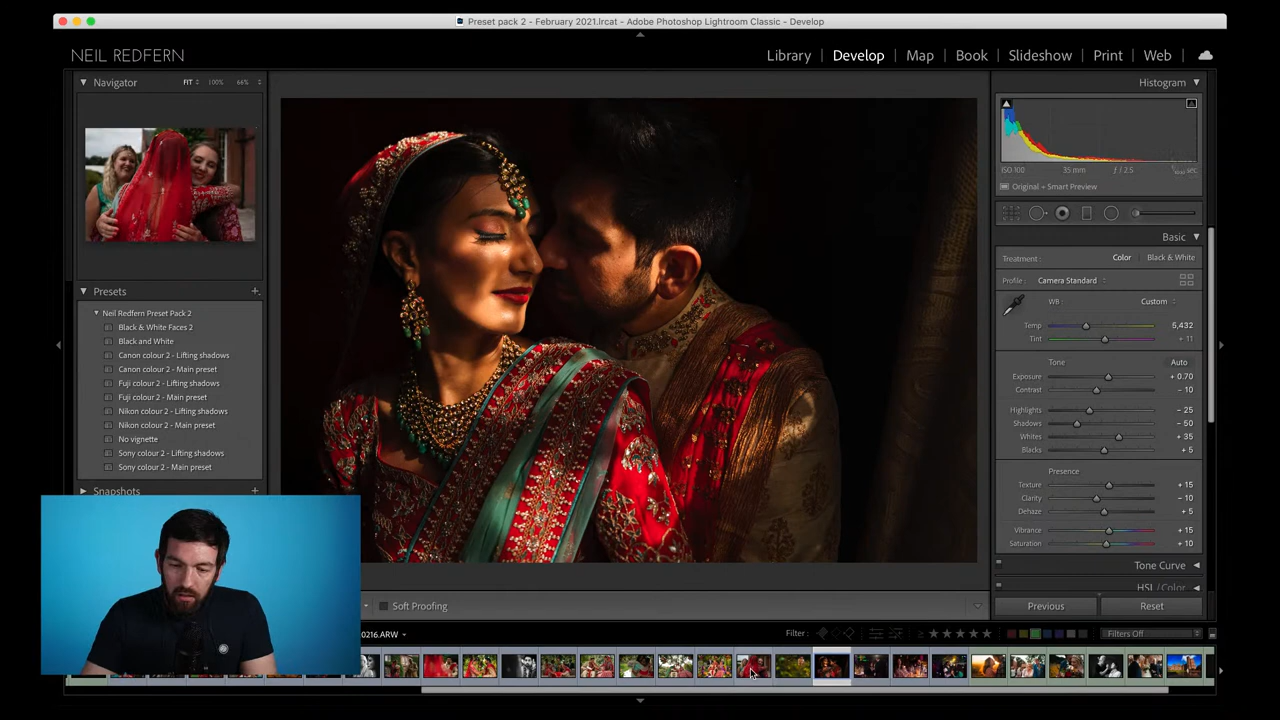 Preset pack 2 - February 2021.lrcat - Adobe Photoshop Lightroom Classic - Develop
NEIL REDFERN
Library | Develop | Map | Book | Slideshow | Print | Web
Navigator FIT 100% 66%
Presets +
Neil Redfern Preset Pack 2
Black & White Faces 2
Black and White
Canon colour 2 - Lifting shadows
Canon colour 2 - Main preset
Fuji colour 2 - Lifting shadows
Fuji colour 2 - Main preset
Nikon colour 2 - Lifting shadows
Nikon colour 2 - Main preset
No vignette
Sony colour 2 - Lifting shadows
Sony colour 2 - Main preset
Snapshots +
Histogram
ISO 100 35 mm ƒ / 2.5 sec
Original + Smart Preview
Basic
Treatment : Color Black & White
Profile : Camera Standard
WB : Custom
Temp 5,432
Tint + 11
Tone Auto
Exposure + 0.70
Contrast − 10
Highlights − 25
Shadows − 50
Whites + 35
Blacks + 5
Presence
Texture + 15
Clarity − 10
Dehaze + 5
Vibrance + 15
Saturation + 10
Tone Curve
HSL / Color
Previous Reset
Soft Proofing
0216.ARW
Filter : ≥ ★ ★ ★ ★ ★ Filters Off